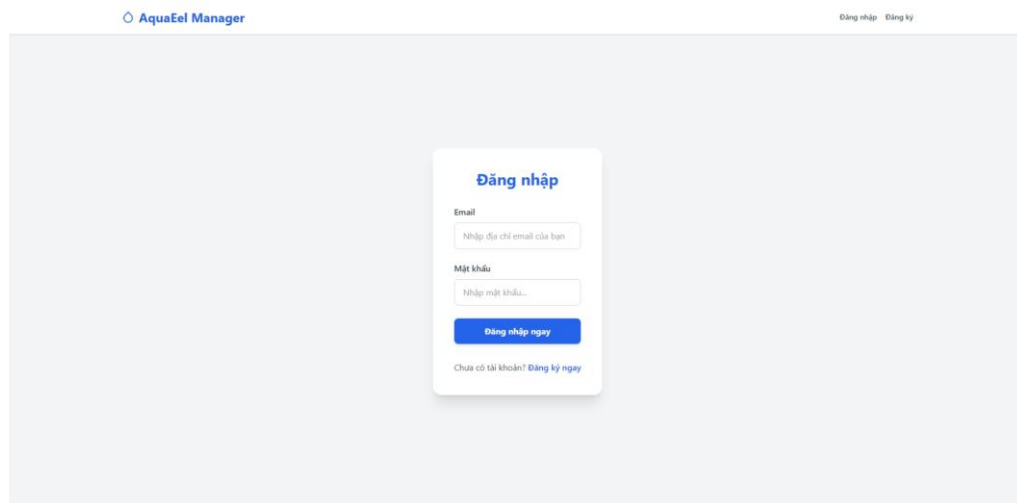 AquaEel Manager
Đăng nhập Đăng ký
Đăng nhập
Email
Nhập địa chỉ email của bạn
Mật khẩu
Nhập mật khẩu...
Đăng nhập ngay
Chưa có tài khoản? Đăng ký ngay